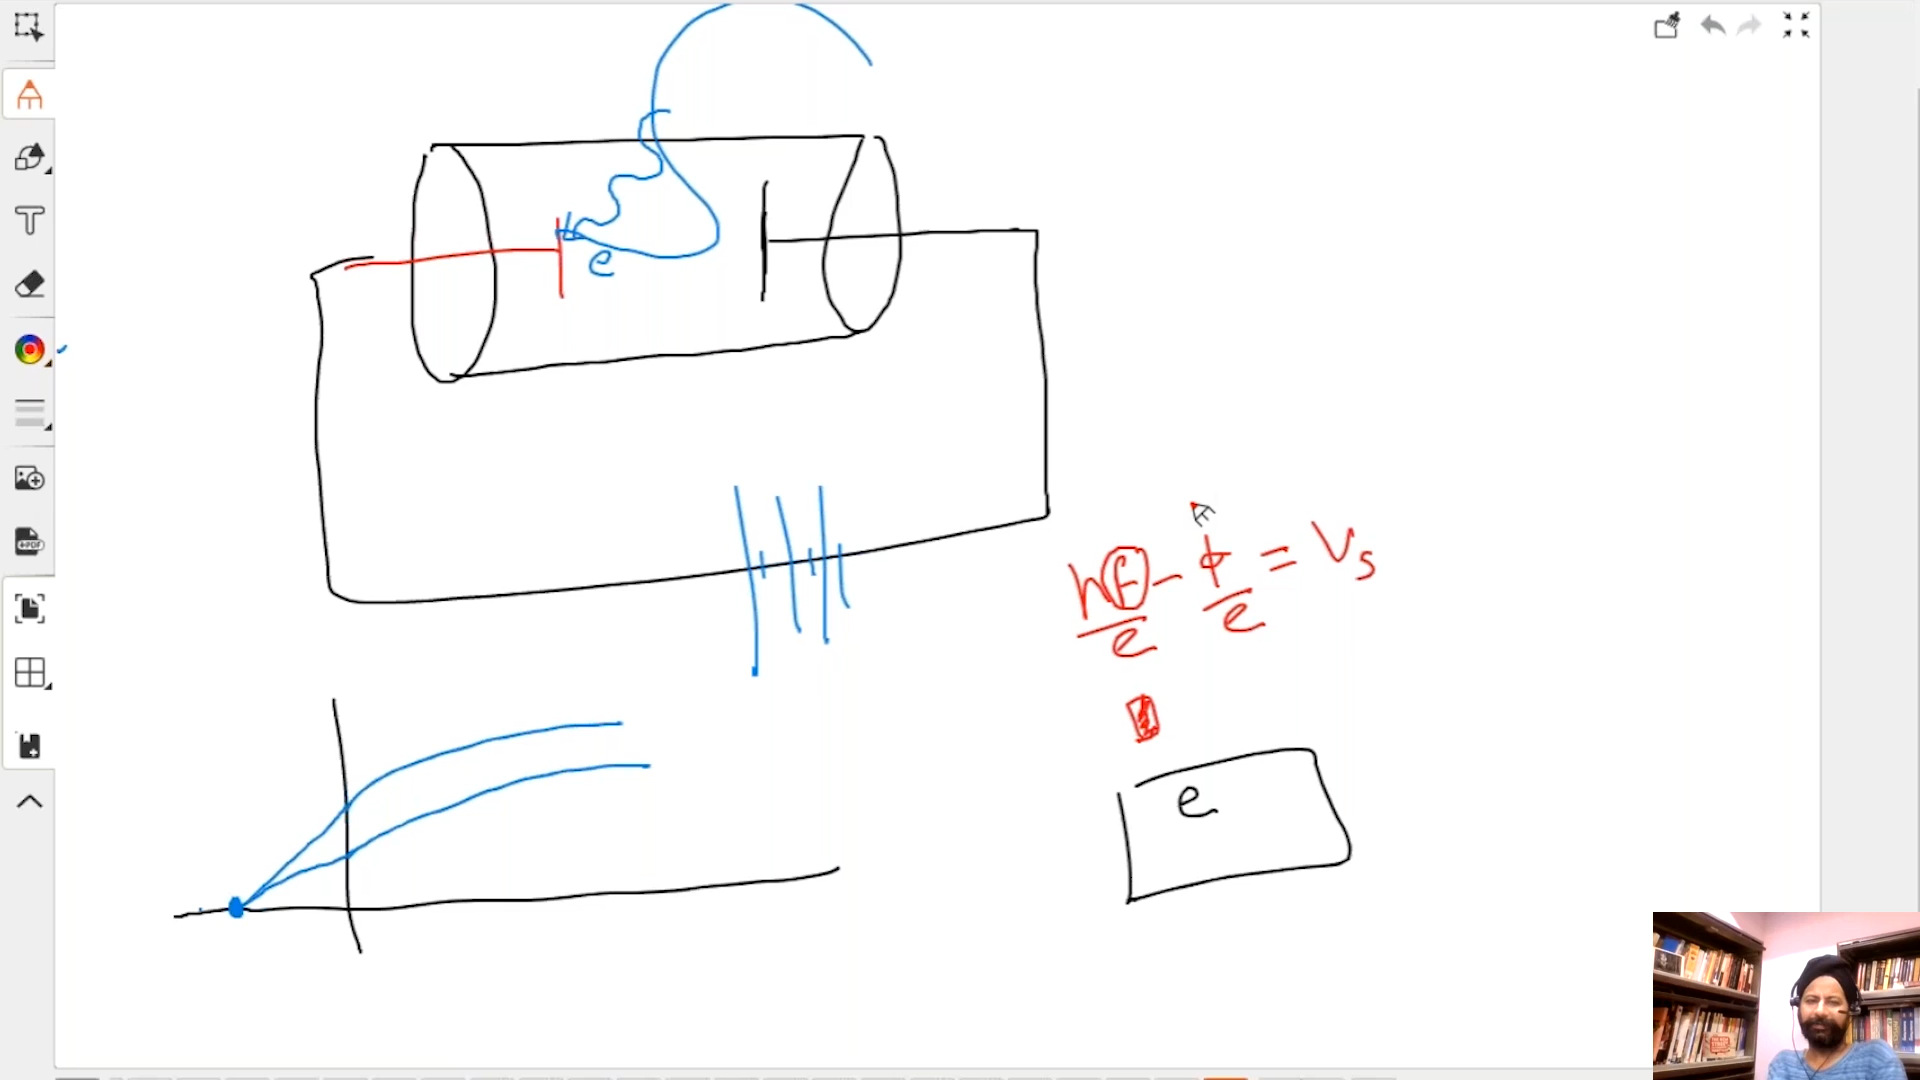 e
hf/e - ϕ/e = Vs
e